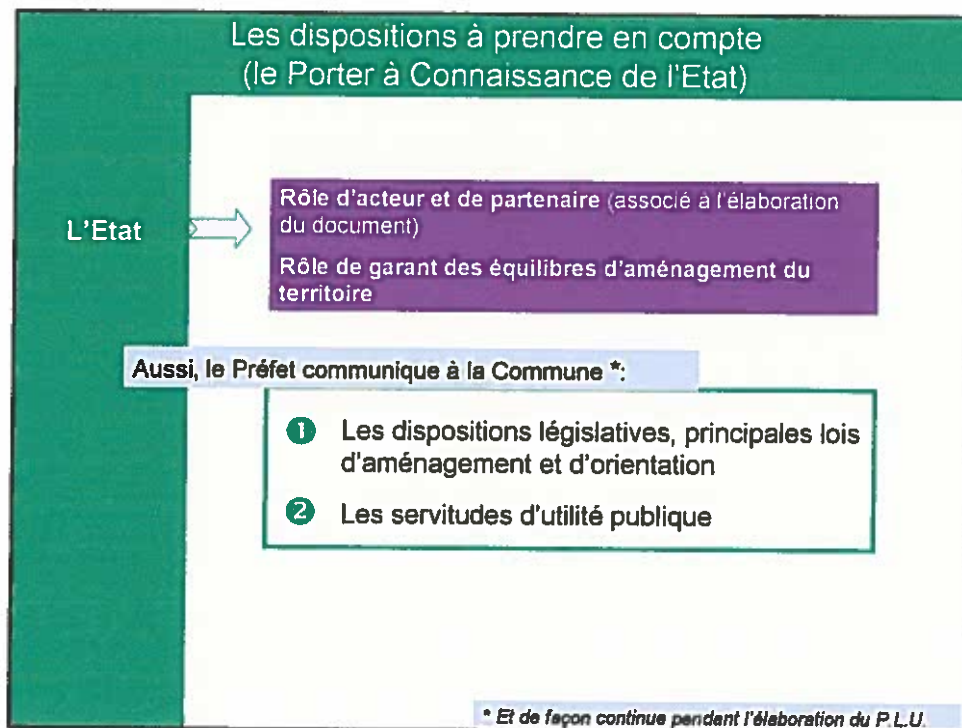 Les dispositions à prendre en compte
(le Porter à Connaissance de l'Etat)
L'Etat
Rôle d'acteur et de partenaire (associé à l'élaboration
du document)
Rôle de garant des équilibres d'aménagement du
territoire
Aussi, le Préfet communique à la Commune *:
1 Les dispositions législatives, principales lois
d'aménagement et d'orientation
2 Les servitudes d'utilité publique
* Et de façon continue pendant l'élaboration du P.L.U.